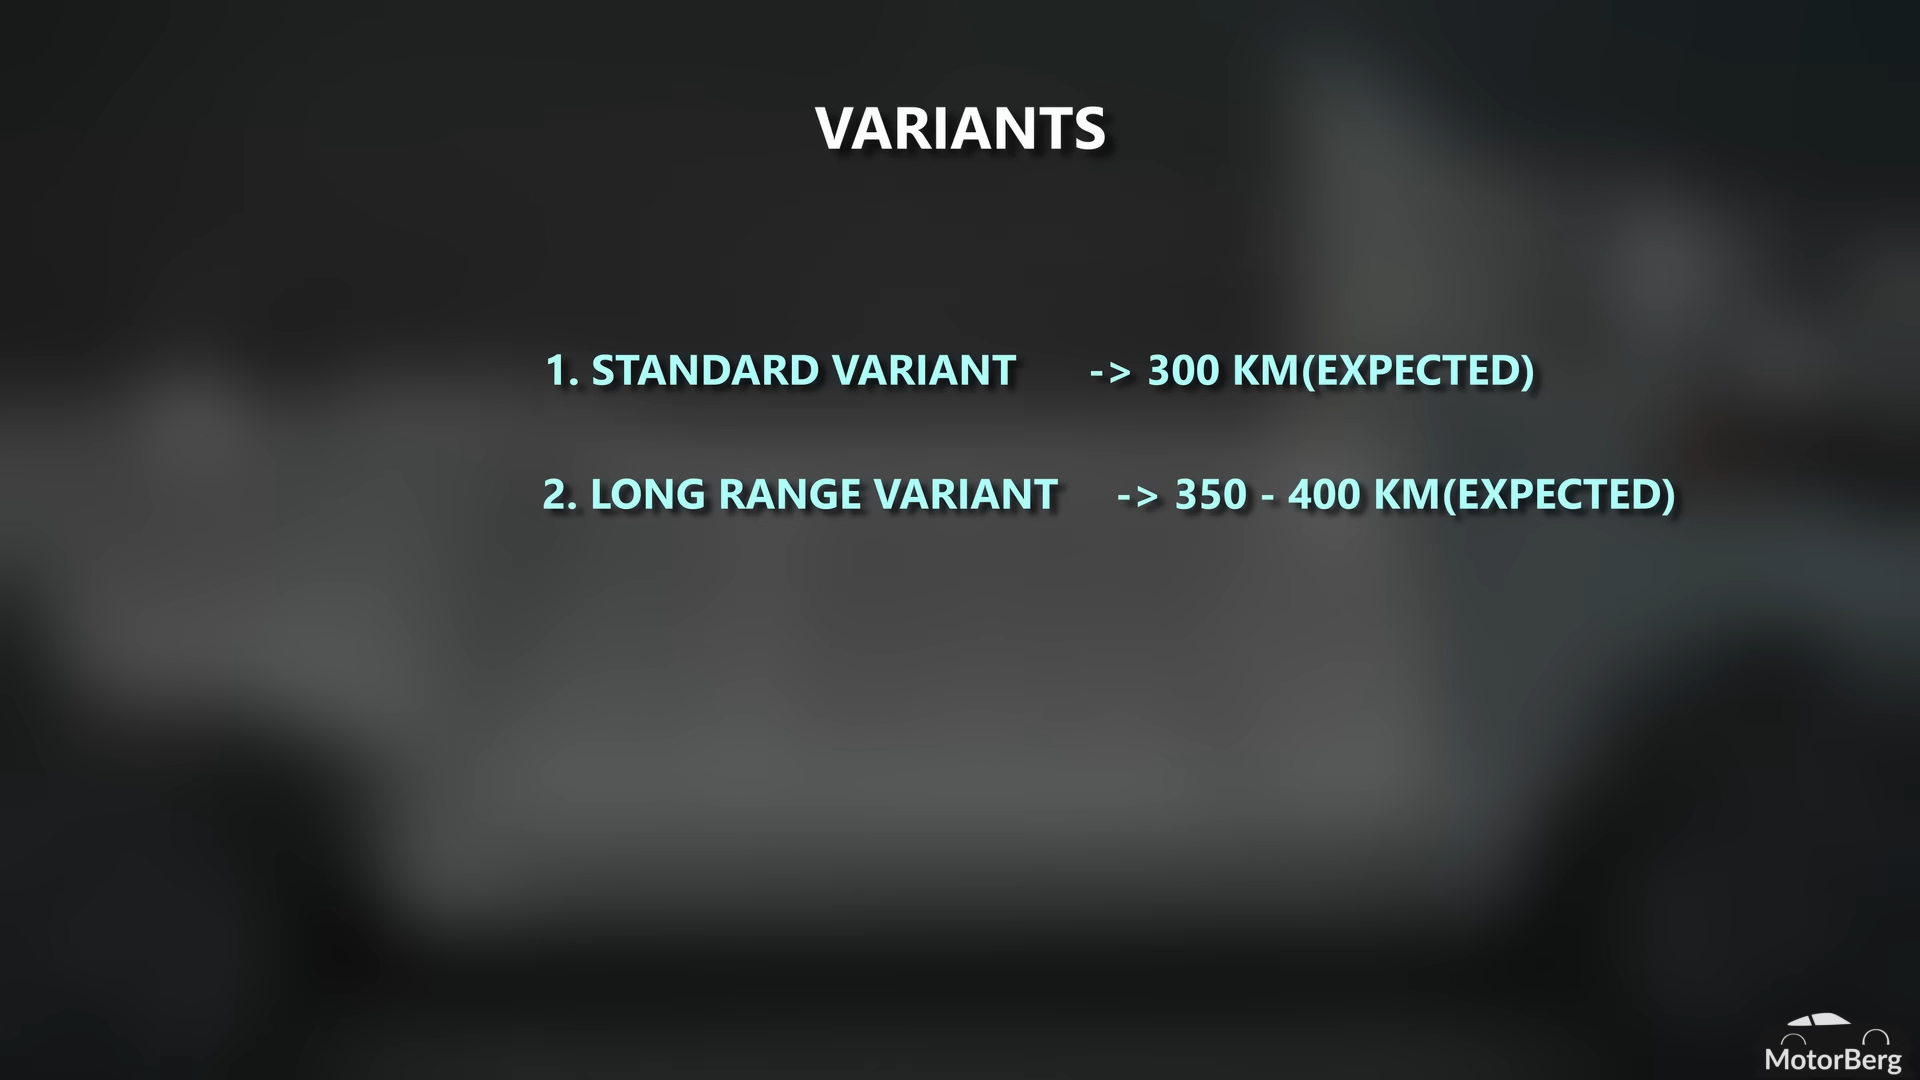 VARIANTS
1. STANDARD VARIANT -> 300 KM(EXPECTED)
2. LONG RANGE VARIANT -> 350 - 400 KM(EXPECTED)
MotorBerg